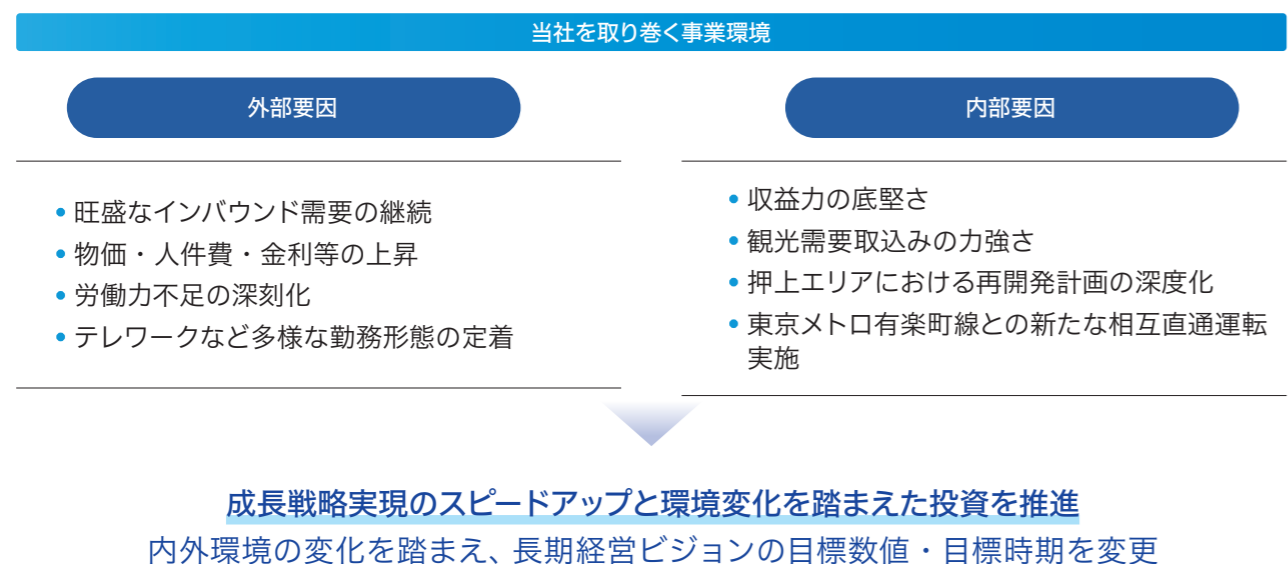 当社を取り巻く事業環境
外部要因
• 旺盛なインバウンド需要の継続
• 物価・人件費・金利等の上昇
• 労働力不足の深刻化
• テレワークなど多様な勤務形態の定着
内部要因
• 収益力の底堅さ
• 観光需要取込みの力強さ
• 押上エリアにおける再開発計画の深度化
• 東京メトロ有楽町線との新たな相互直通運転
実施
成長戦略実現のスピードアップと環境変化を踏まえた投資を推進
内外環境の変化を踏まえ、長期経営ビジョンの目標数値・目標時期を変更